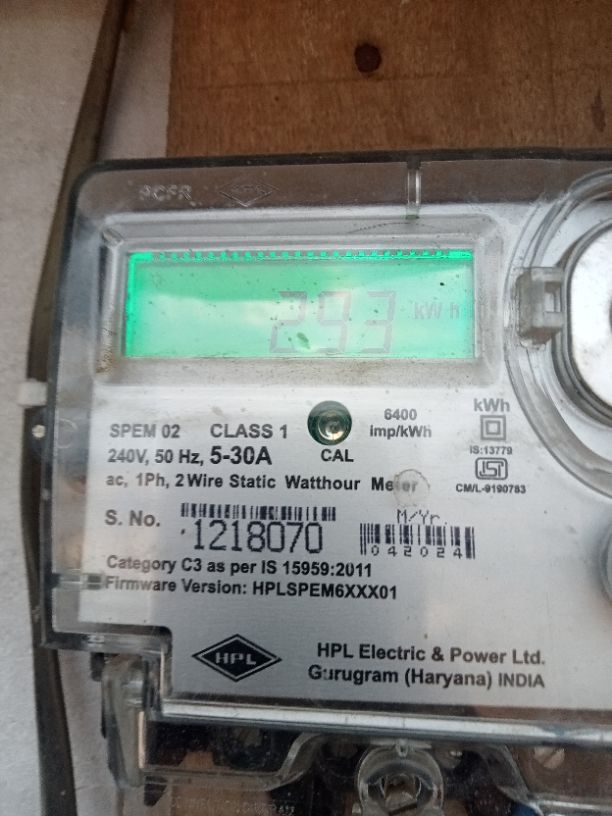 293 kWh
SPEM 02 CLASS 1
240V, 50 Hz, 5-30A
CAL
6400
imp/kWh
kWh
IS:13779
CM/L-9190783
ac, 1Ph, 2 Wire Static Watthour Meter
S. No.
1218070
M/Yr.
042024
Category C3 as per IS 15959:2011
Firmware Version: HPLSPEM6XXX01
HPL
HPL Electric & Power Ltd.
Gurugram (Haryana) INDIA